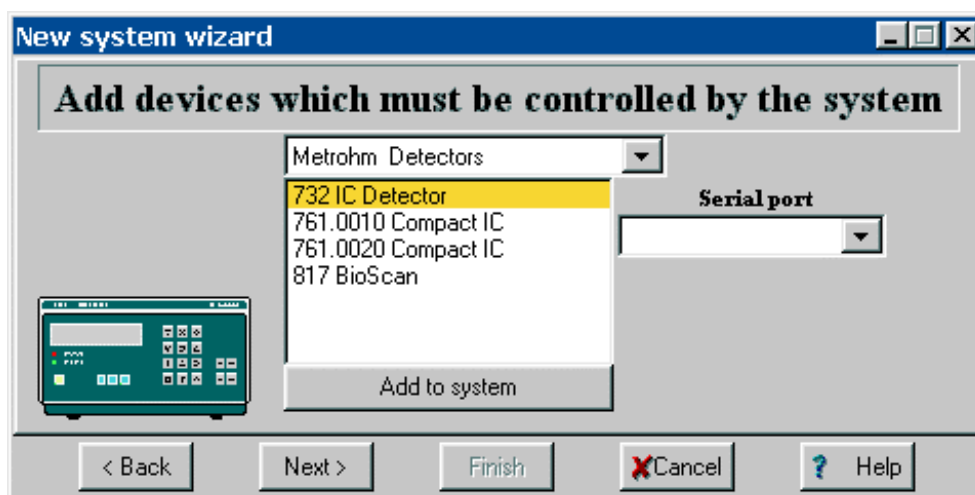 New system wizard
Add devices which must be controlled by the system
Metrohm Detectors
732 IC Detector
Serial port
761.0010 Compact IC
761.0020 Compact IC
817 BioScan
Add to system
< Back Next > Finish Cancel ? Help